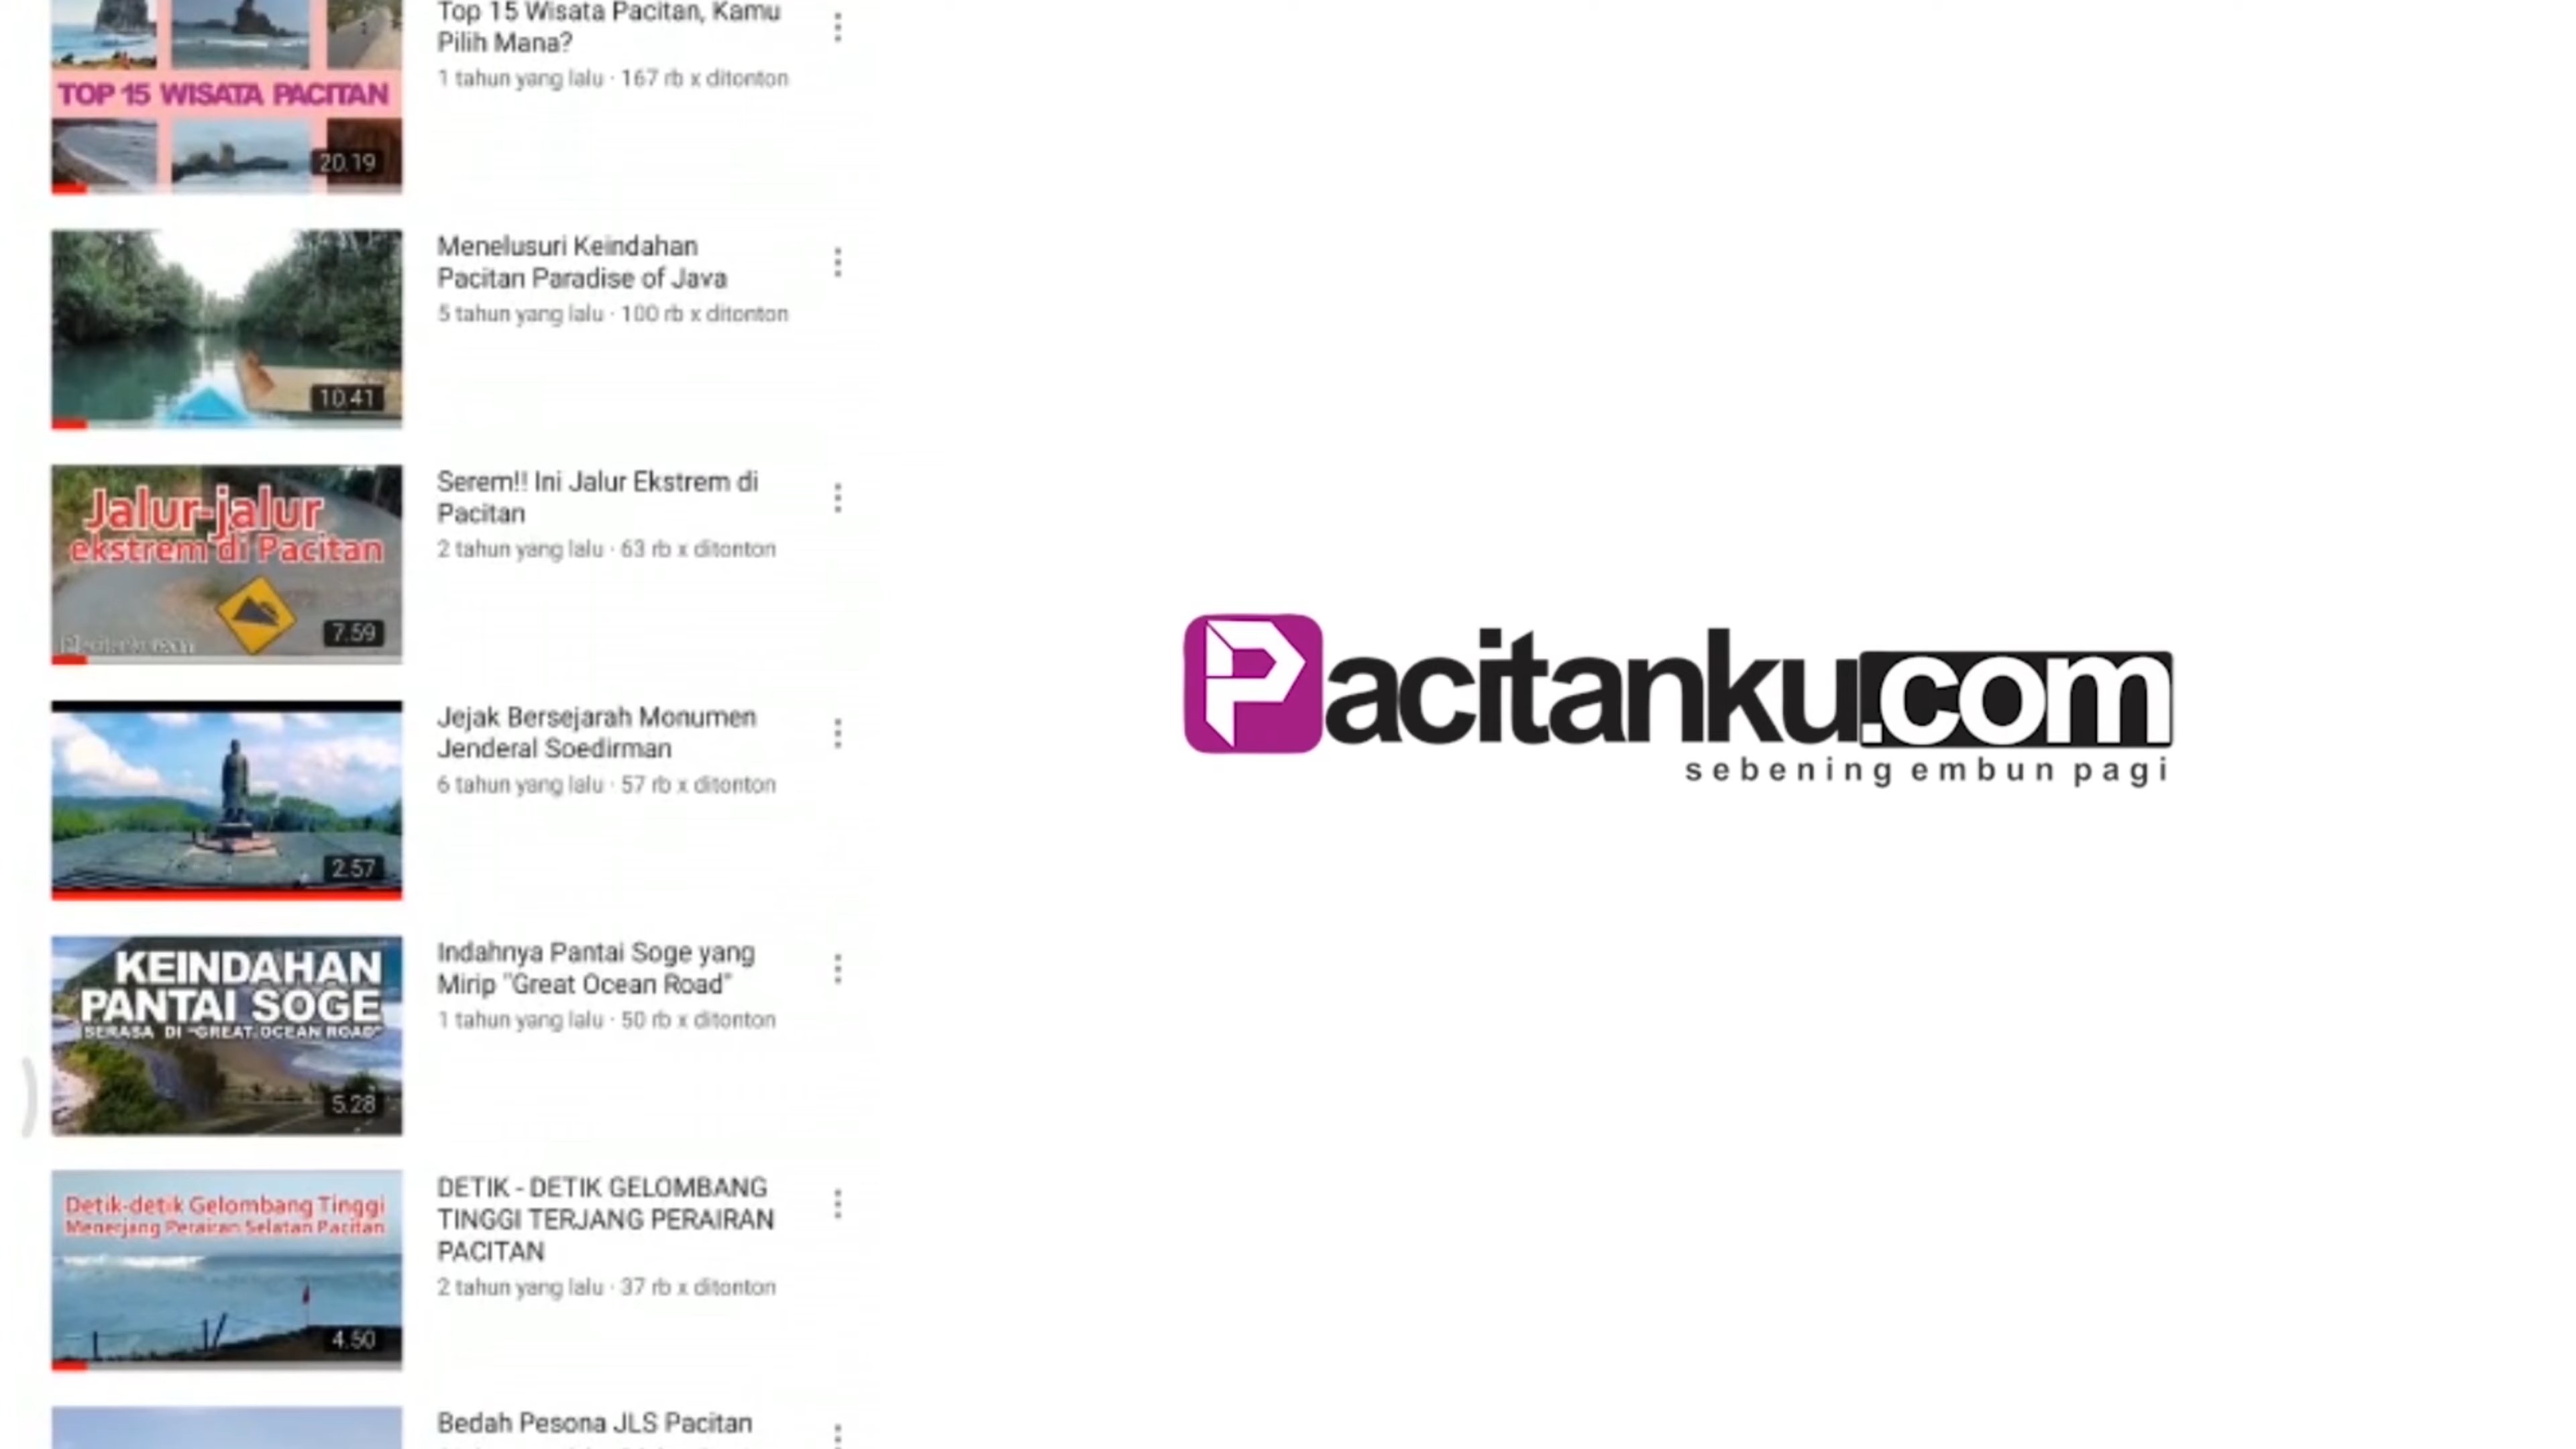 Top 15 Wisata Pacitan, Kamu
Pilih Mana?
1 tahun yang lalu · 167 rb x ditonton
TOP 15 WISATA PACITAN
20.19
Menelusuri Keindahan
Pacitan Paradise of Java
5 tahun yang lalu · 100 rb x ditonton
10.41
Serem!! Ini Jalur Ekstrem di
Pacitan
2 tahun yang lalu · 63 rb x ditonton
Jalur-jalur
ekstrem di Pacitan
7.59
Pacitanku.com
Jejak Bersejarah Monumen
Jenderal Soedirman
6 tahun yang lalu · 57 rb x ditonton
2.57
Indahnya Pantai Soge yang
Mirip "Great Ocean Road"
1 tahun yang lalu · 50 rb x ditonton
KEINDAHAN
PANTAI SOGE
SERASA DI "GREAT OCEAN ROAD"
5.28
DETIK - DETIK GELOMBANG
TINGGI TERJANG PERAIRAN
PACITAN
2 tahun yang lalu · 37 rb x ditonton
Detik-detik Gelombang Tinggi
Menerjang Perairan Selatan Pacitan
4.50
Bedah Pesona JLS Pacitan
Pacitanku.com
sebening embun pagi